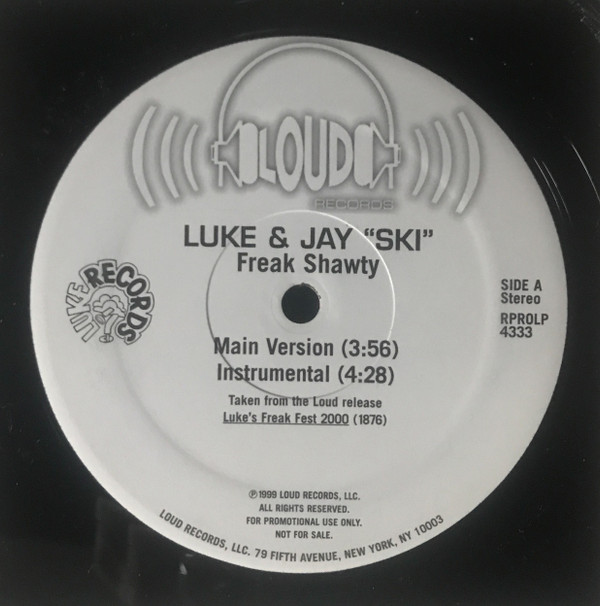 LOUD
RECORDS
LUKE & JAY “SKI”
Freak Shawty
LUKE RECORDS
SIDE A
Stereo
RPROLP
4333
Main Version (3:56)
Instrumental (4:28)
Taken from the Loud release
Luke's Freak Fest 2000 (1876)
℗ 1999 LOUD RECORDS, LLC.
ALL RIGHTS RESERVED.
FOR PROMOTIONAL USE ONLY.
NOT FOR SALE.
LOUD RECORDS, LLC. 79 FIFTH AVENUE, NEW YORK, NY 10003